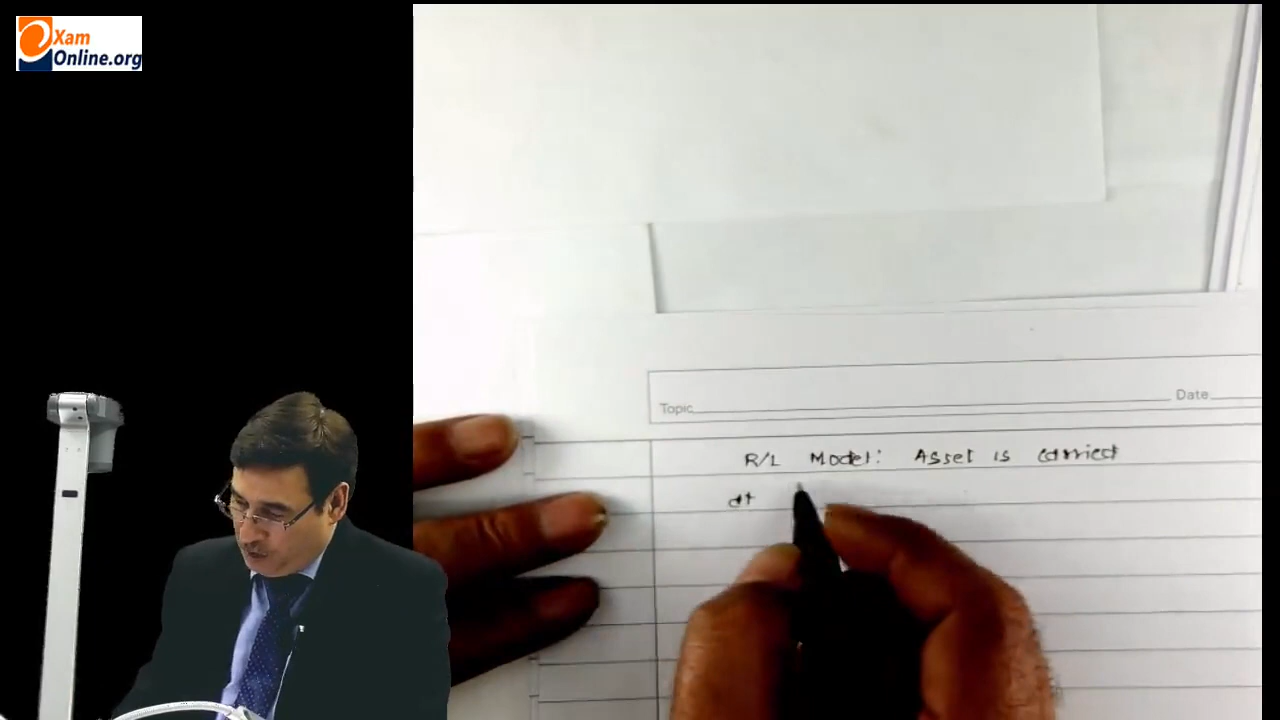 Xam
Online.org
Topic
Date
R/L Model: Asset is carried
at